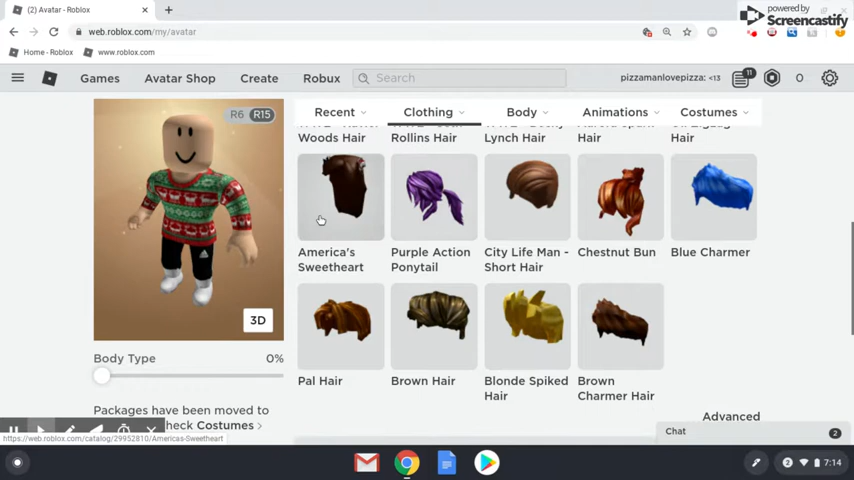 (2) Avatar - Roblox
powered by
Screencastify
web.roblox.com/my/avatar
Home - Roblox
www.roblox.com
Games
Avatar Shop
Create
Robux
Search
pizzamanlovepizza: <13
11
0
R6 R15
Recent
Clothing
Body
Animations
Costumes
Woods Hair
Rollins Hair
Lynch Hair
Hair
Hair
America's
Sweetheart
Purple Action
Ponytail
City Life Man -
Short Hair
Chestnut Bun
Blue Charmer
3D
Pal Hair
Brown Hair
Blonde Spiked
Hair
Brown
Charmer Hair
Body Type 0%
Packages have been moved to
check Costumes >
Advanced
Chat 2
https://web.roblox.com/catalog/29952810/Americas-Sweetheart
2 7:14